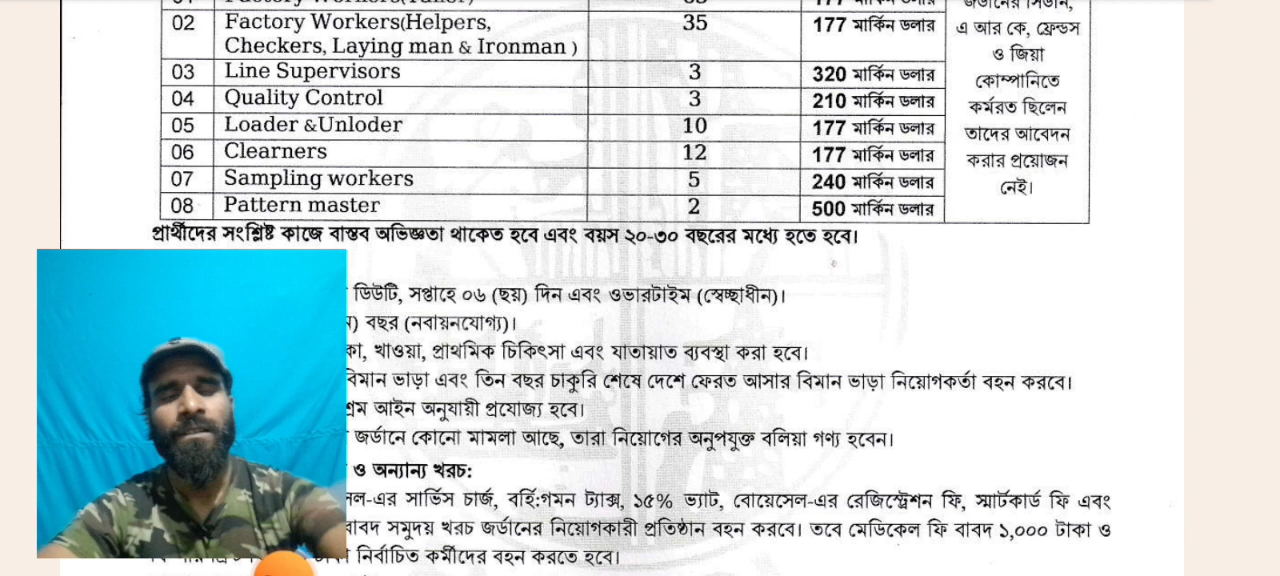 02 Factory Workers(Helpers, Checkers, Laying man & Ironman ) 35 177 মার্কিন ডলার
এ আর কে, ফ্রেন্ডস
ও জিয়া
কোম্পানিতে
কর্মরত ছিলেন
তাদের আবেদন
করার প্রয়োজন
নেই।
03 Line Supervisors 3 320 মার্কিন ডলার
04 Quality Control 3 210 মার্কিন ডলার
05 Loader &Unloder 10 177 মার্কিন ডলার
06 Clearners 12 177 মার্কিন ডলার
07 Sampling workers 5 240 মার্কিন ডলার
08 Pattern master 2 500 মার্কিন ডলার
প্রার্থীদের সংশ্লিষ্ট কাজে বাস্তব অভিজ্ঞতা থাকেত হবে এবং বয়স ২০-৩০ বছরের মধ্যে হতে হবে।
ডিউটি, সপ্তাহে ০৬ (ছয়) দিন এবং ওভারটাইম (স্বেচ্ছাধীন)।
বছর (নবায়নযোগ্য)।
খাওয়া, প্রাথমিক চিকিৎসা এবং যাতায়াত ব্যবস্থা করা হবে।
বিমান ভাড়া এবং তিন বছর চাকুরি শেষে দেশে ফেরত আসার বিমান ভাড়া নিয়োগকর্তা বহন করবে।
শ্রম আইন অনুযায়ী প্রযোজ্য হবে।
জর্ডানে কোনো মামলা আছে, তারা নিয়োগের অনুপযুক্ত বলিয়া গণ্য হবেন।
ও অন্যান্য খরচ:
সেল-এর সার্ভিস চার্জ, বর্হি:গমন ট্যাক্স, ১৫% ভ্যাট, বোয়েসেল-এর রেজিস্ট্রেশন ফি, স্মার্টকার্ড ফি এবং
বাবদ সমুদয় খরচ জর্ডানের নিয়োগকারী প্রতিষ্ঠান বহন করবে। তবে মেডিকেল ফি বাবদ ১,০০০ টাকা ও
নির্বাচিত কর্মীদের বহন করতে হবে।